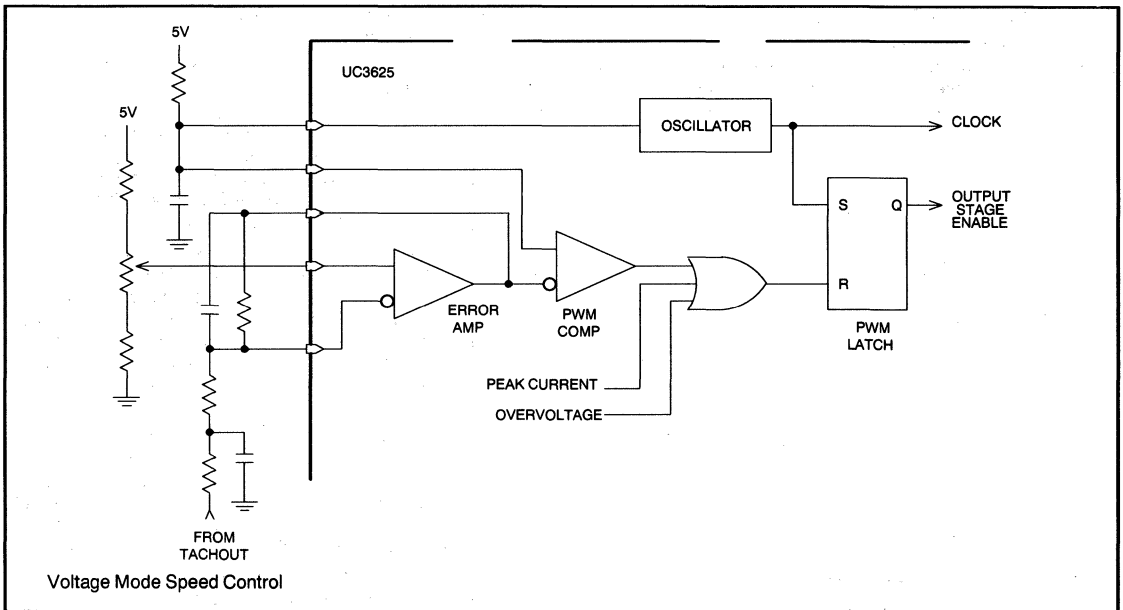 5V
UC3625
5V
OSCILLATOR
CLOCK
S
Q
OUTPUT
STAGE
ENABLE
ERROR
AMP
PWM
COMP
R
PWM
LATCH
PEAK CURRENT
OVERVOLTAGE
FROM
TACHOUT
Voltage Mode Speed Control